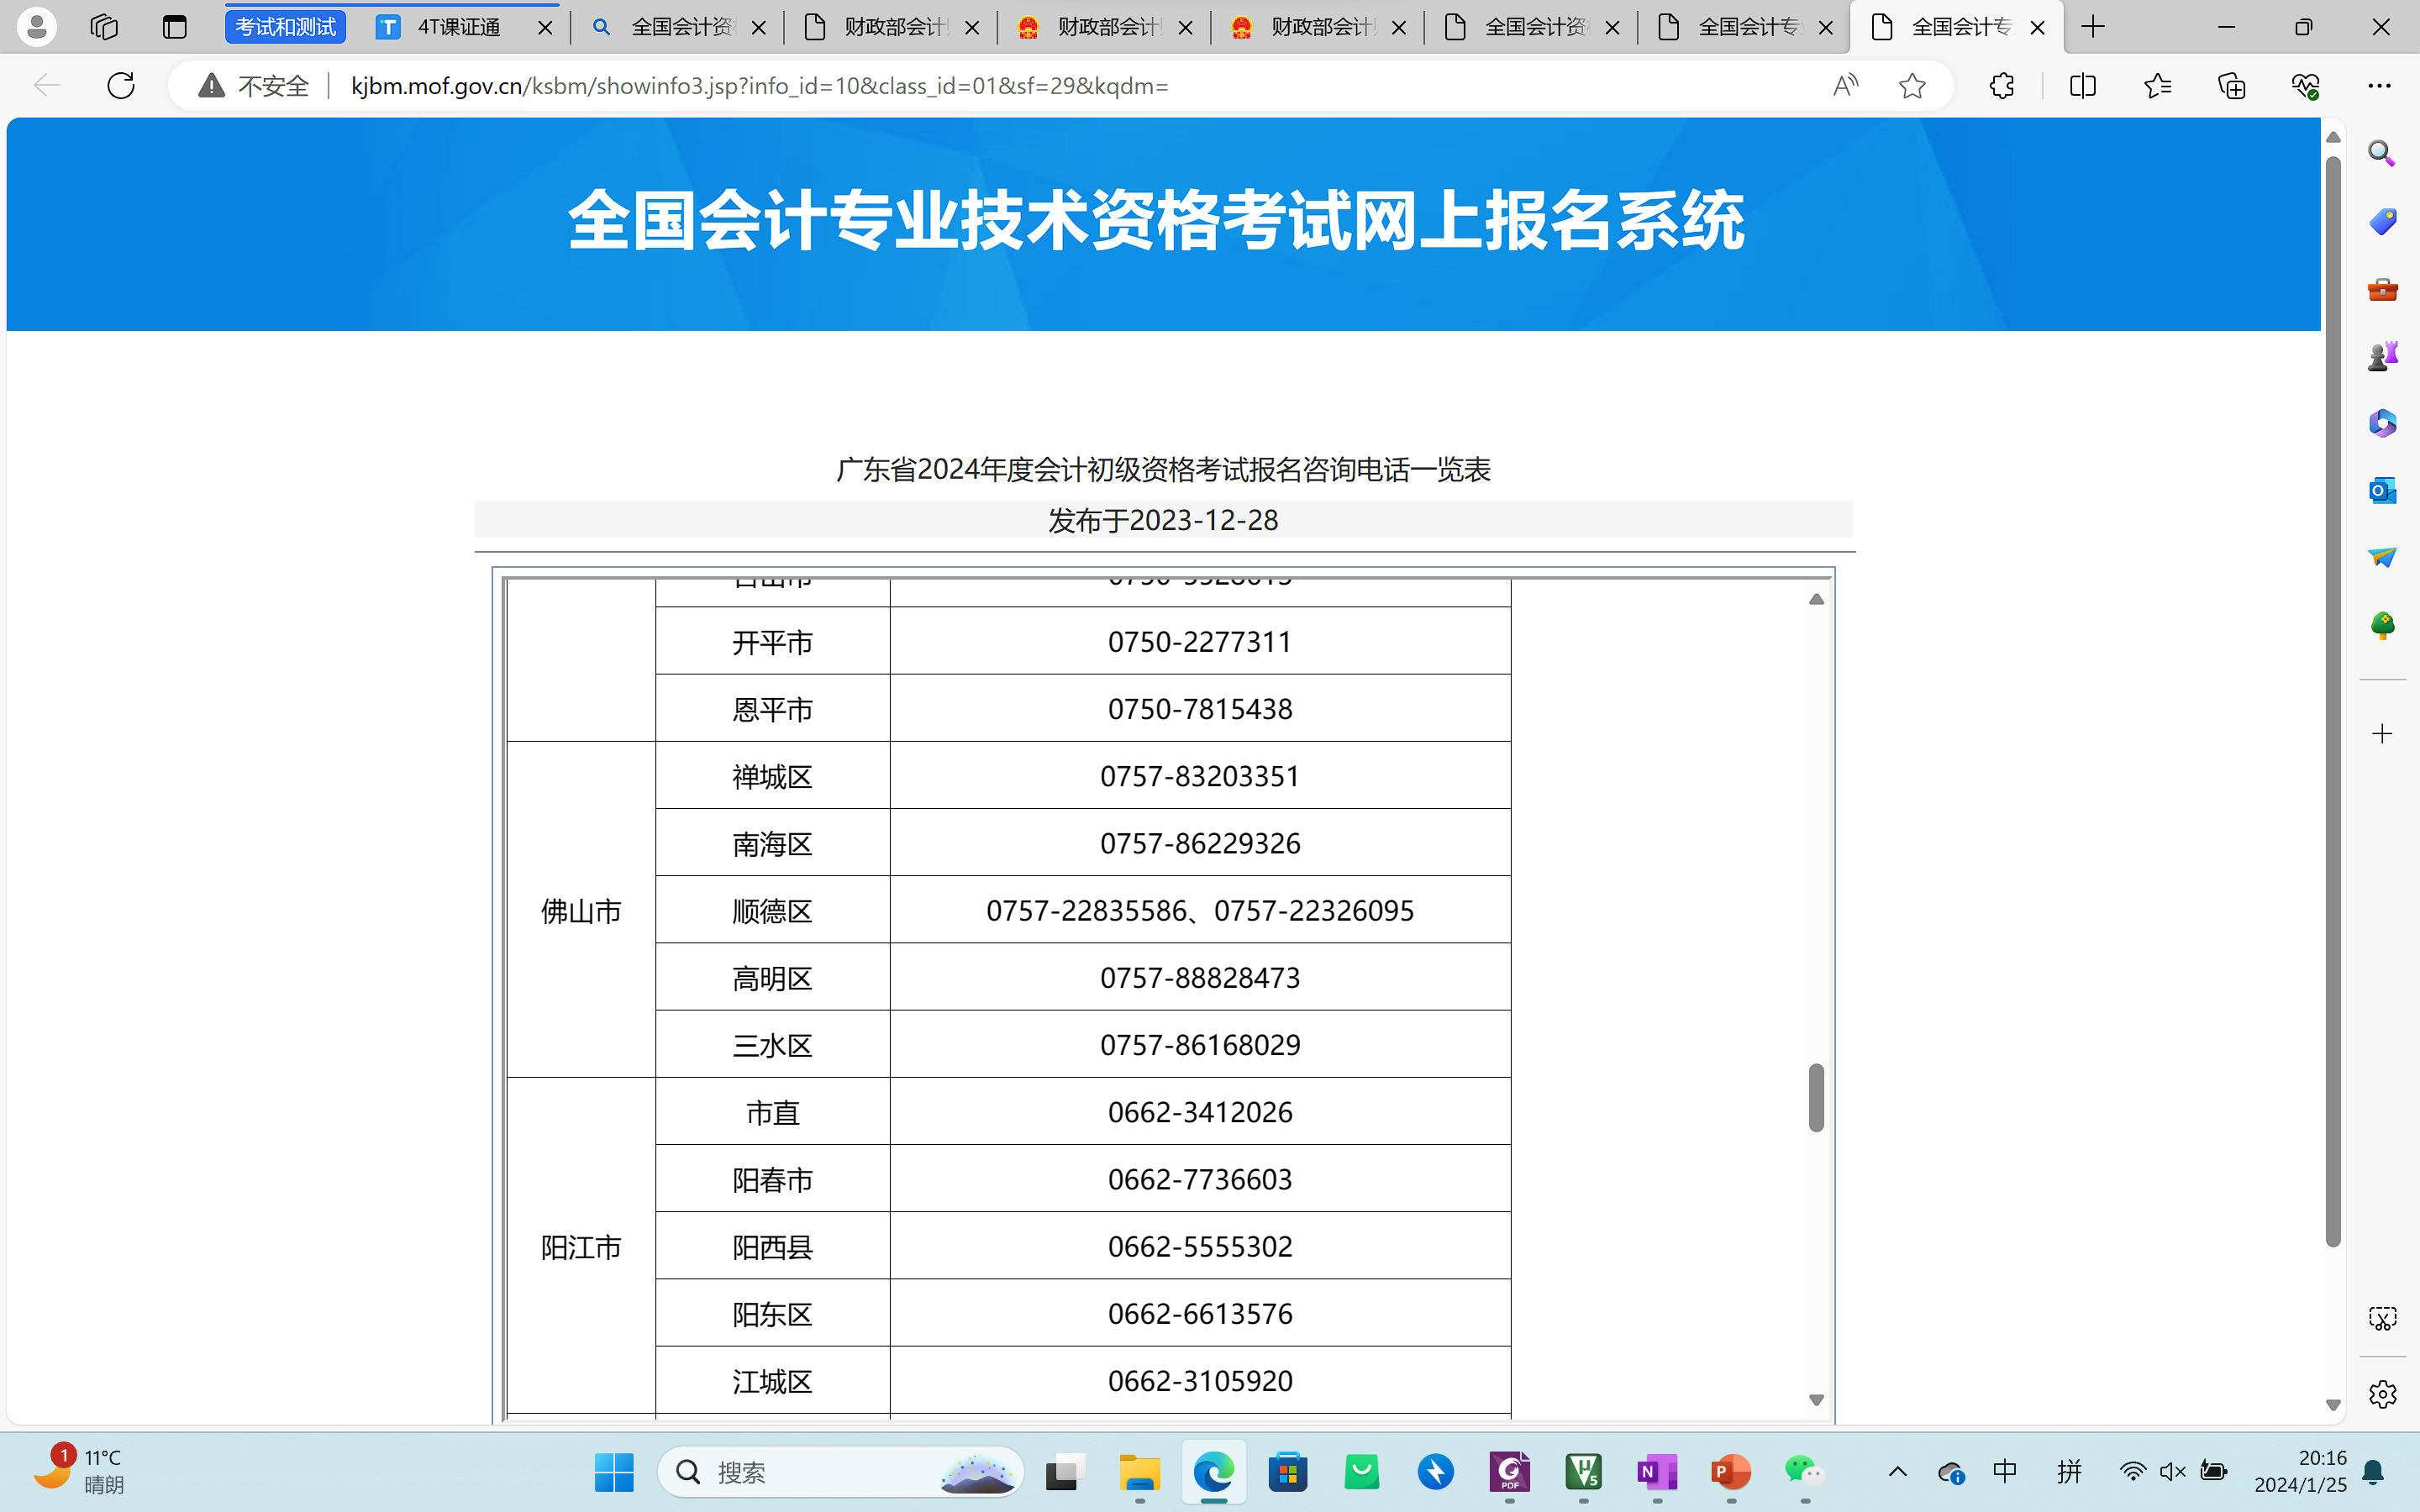 考试和测试
4T课证通
全国会计资
财政部会计
财政部会计
财政部会计
全国会计资
全国会计专
全国会计专
不安全
kjbm.mof.gov.cn/ksbm/showinfo3.jsp?info_id=10&class_id=01&sf=29&kqdm=
全国会计专业技术资格考试网上报名系统
广东省2024年度会计初级资格考试报名咨询电话一览表
发布于2023-12-28
开平市 0750-2277311
恩平市 0750-7815438
佛山市
禅城区 0757-83203351
南海区 0757-86229326
顺德区 0757-22835586、0757-22326095
高明区 0757-88828473
三水区 0757-86168029
阳江市
市直 0662-3412026
阳春市 0662-7736603
阳西县 0662-5555302
阳东区 0662-6613576
江城区 0662-3105920
1
11°C
晴朗
搜索
中
拼
20:16
2024/1/25